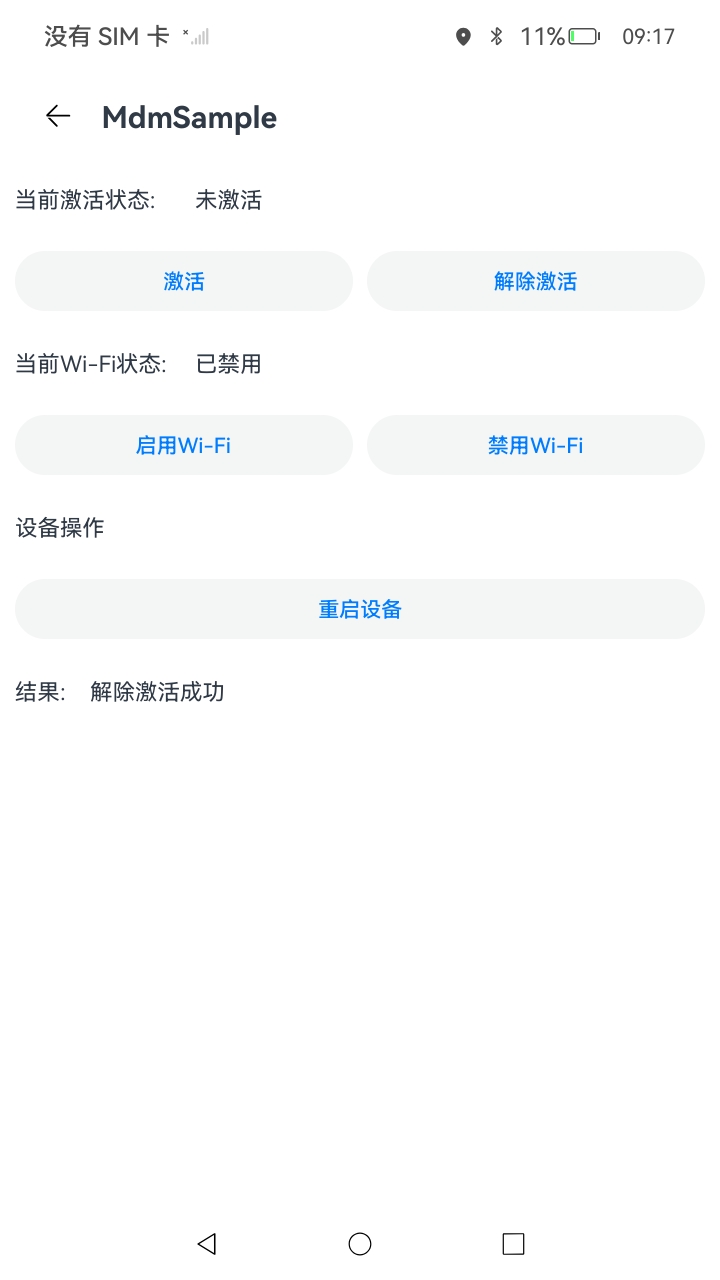 没有 SIM 卡 11% 09:17
MdmSample
当前激活状态: 未激活
激活 解除激活
当前Wi-Fi状态: 已禁用
启用Wi-Fi 禁用Wi-Fi
设备操作
重启设备
结果: 解除激活成功